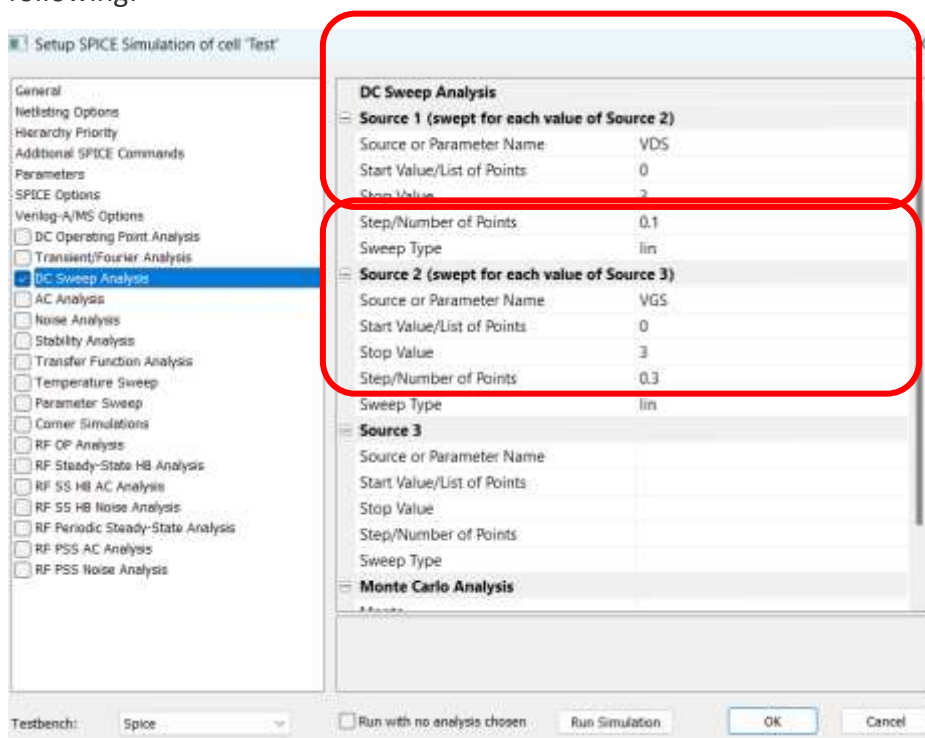 following:
Setup SPICE Simulation of cell 'Test'
General
Netlisting Options
Hierarchy Priority
Additional SPICE Commands
Parameters
SPICE Options
Verilog-A/MS Options
DC Operating Point Analysis
Transient/Fourier Analysis
DC Sweep Analysis
AC Analysis
Noise Analysis
Stability Analysis
Transfer Function Analysis
Temperature Sweep
Parameter Sweep
Corner Simulations
RF OP Analysis
RF Steady-State HB Analysis
RF SS HB AC Analysis
RF SS HB Noise Analysis
RF Periodic Steady-State Analysis
RF PSS AC Analysis
RF PSS Noise Analysis
DC Sweep Analysis
Source 1 (swept for each value of Source 2)
Source or Parameter Name VDS
Start Value/List of Points 0
Stop Value
Step/Number of Points 0.1
Sweep Type lin
Source 2 (swept for each value of Source 3)
Source or Parameter Name VGS
Start Value/List of Points 0
Stop Value 3
Step/Number of Points 0.3
Sweep Type lin
Source 3
Source or Parameter Name
Start Value/List of Points
Stop Value
Step/Number of Points
Sweep Type
Monte Carlo Analysis
Testbench: Spice
Run with no analysis chosen
Run Simulation
OK
Cancel